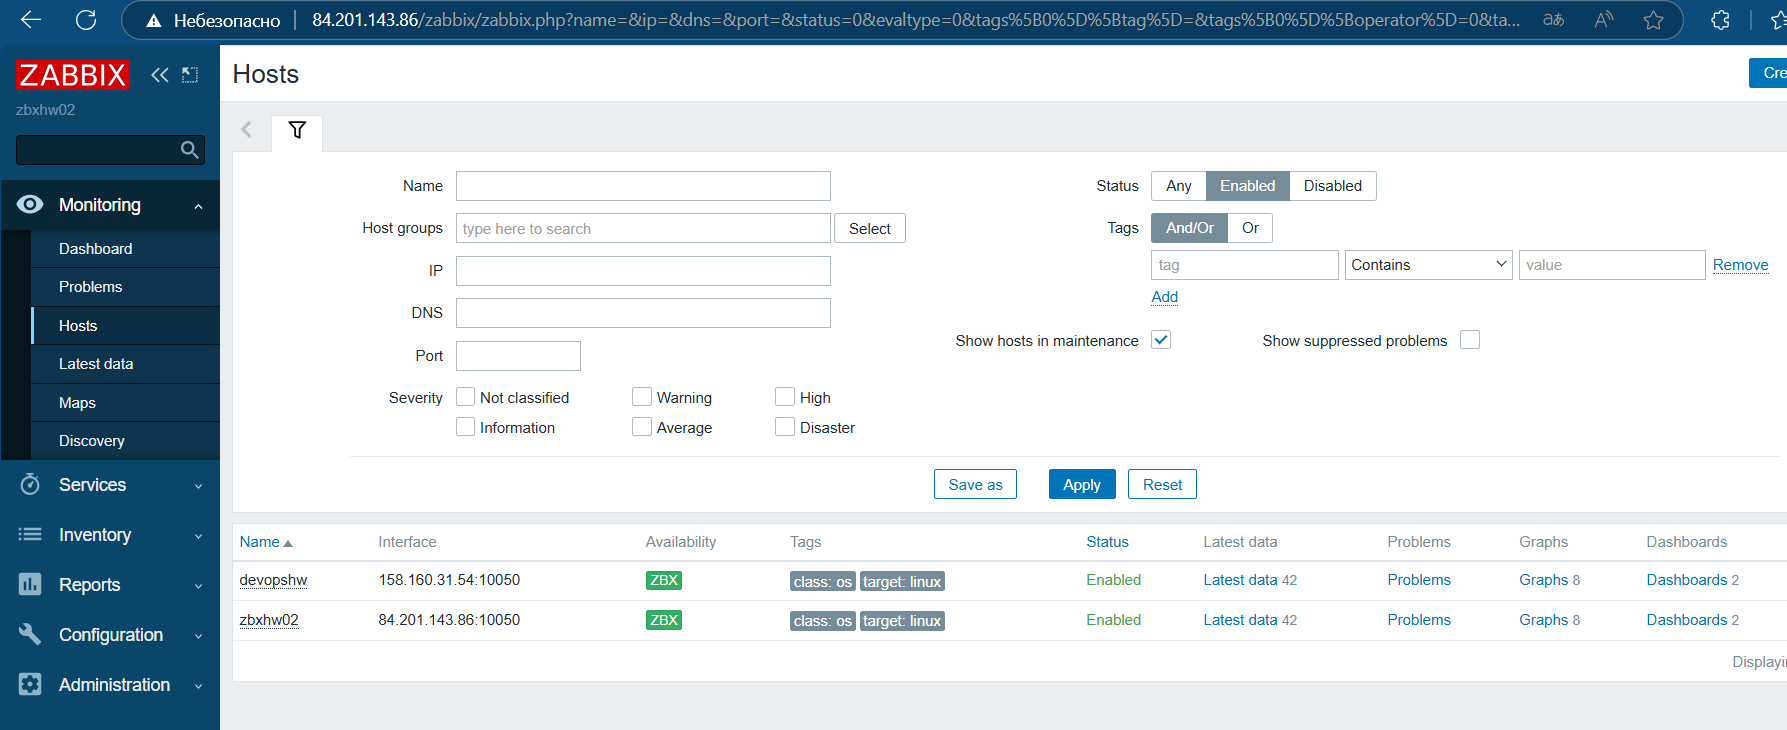 Небезопасно 84.201.143.86/zabbix/zabbix.php?name=&ip=&dns=&port=&status=0&evaltype=0&tags%5B0%5D%5Btag%5D=&tags%5B0%5D%5Boperator%5D=0&ta...
ZABBIX
zbxhw02
Monitoring
Dashboard
Problems
Hosts
Latest data
Maps
Discovery
Services
Inventory
Reports
Configuration
Administration
Hosts
Cre
Name
Host groups type here to search Select
IP
DNS
Port
Severity Not classified Warning High
Information Average Disaster
Status Any Enabled Disabled
Tags And/Or Or
tag Contains value Remove
Add
Show hosts in maintenance Show suppressed problems
Save as Apply Reset
Name Interface Availability Tags Status Latest data Problems Graphs Dashboards
devopshw 158.160.31.54:10050 ZBX class: os target: linux Enabled Latest data 42 Problems Graphs 8 Dashboards 2
zbxhw02 84.201.143.86:10050 ZBX class: os target: linux Enabled Latest data 42 Problems Graphs 8 Dashboards 2
Displayi